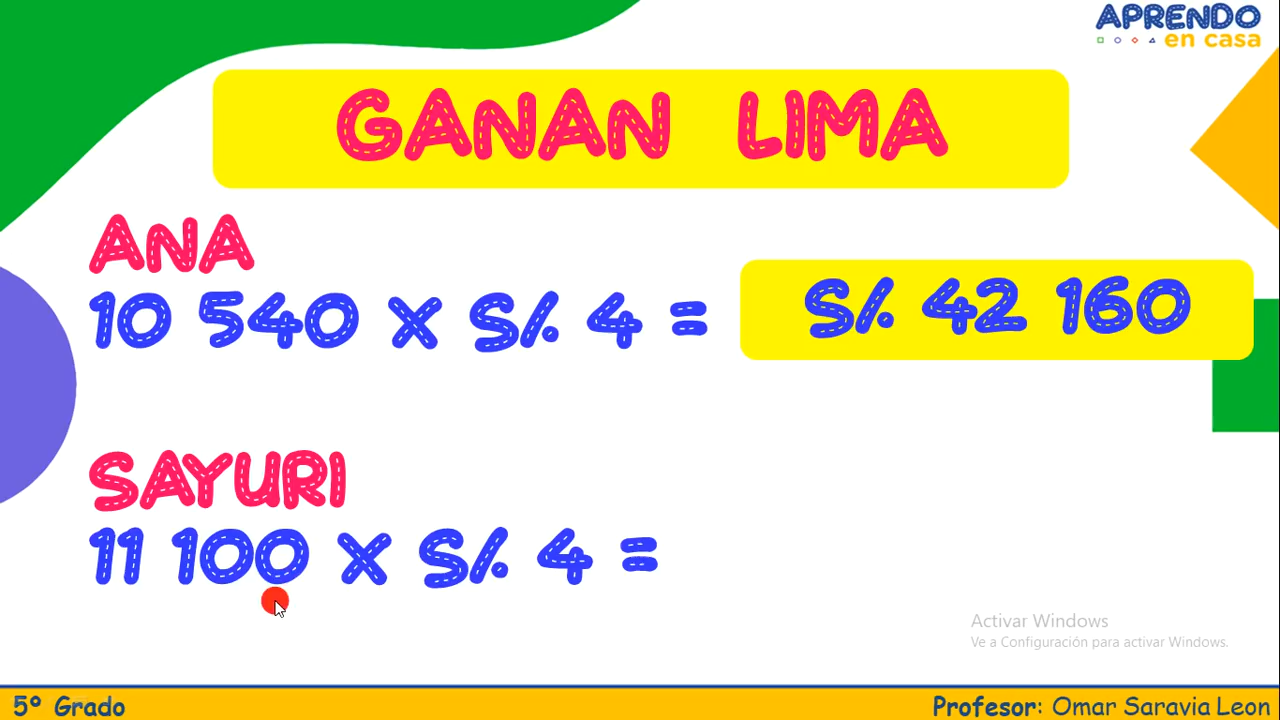 APRENDO
en casa
GANAN LIMA
ANA
10 540 X S/. 4 = S/. 42 160
SAYURI
11 100 X S/. 4 =
Activar Windows
Ve a Configuración para activar Windows.
5º Grado
Profesor: Omar Saravia Leon